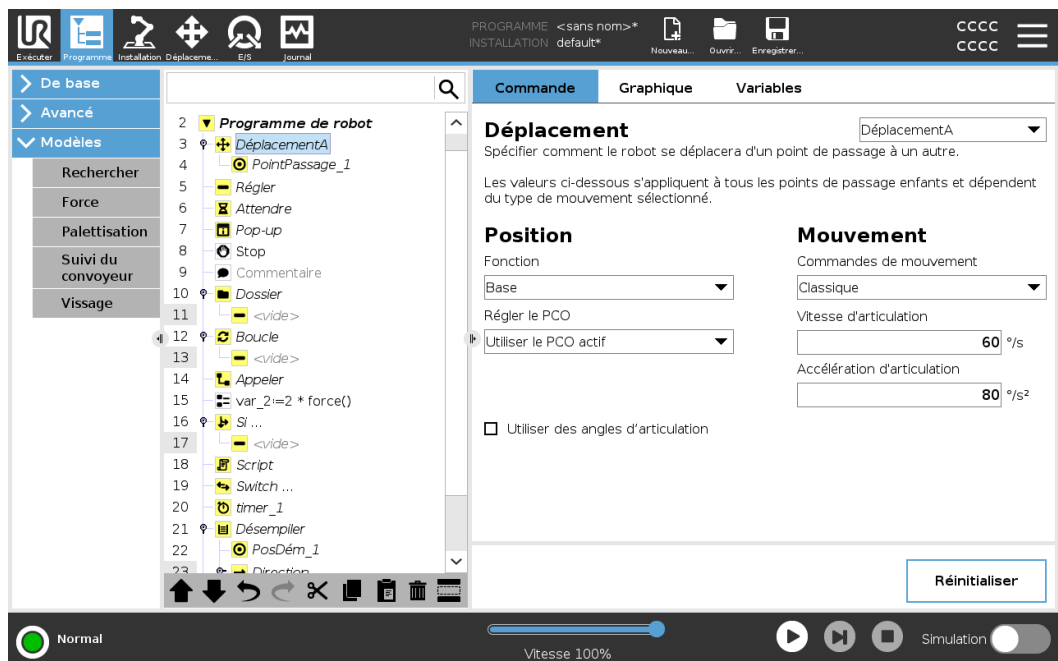 UR
Exécuter
Programme
Installation
Déplaceme...
E/S
Journal
PROGRAMME <sans nom>*
INSTALLATION default*
Nouveau...
Ouvrir...
Enregistrer...
cccc
cccc
De base
Avancé
Modèles
Rechercher
Force
Palettisation
Suivi du
convoyeur
Vissage
2 Programme de robot
3 DéplacementA
4 PointPassage_1
5 Régler
6 Attendre
7 Pop-up
8 Stop
9 Commentaire
10 Dossier
11 <vide>
12 Boucle
13 <vide>
14 Appeler
15 var_2≔2 * force()
16 Si ...
17 <vide>
18 Script
19 Switch ...
20 timer_1
21 Désempiler
22 PosDém_1
23 Direction
Commande
Graphique
Variables
Déplacement
DéplacementA
Spécifier comment le robot se déplacera d'un point de passage à un autre.
Les valeurs ci-dessous s'appliquent à tous les points de passage enfants et dépendent
du type de mouvement sélectionné.
Position
Fonction
Base
Régler le PCO
Utiliser le PCO actif
Utiliser des angles d'articulation
Mouvement
Commandes de mouvement
Classique
Vitesse d'articulation
60 °/s
Accélération d'articulation
80 °/s²
Réinitialiser
Normal
Vitesse 100%
Simulation